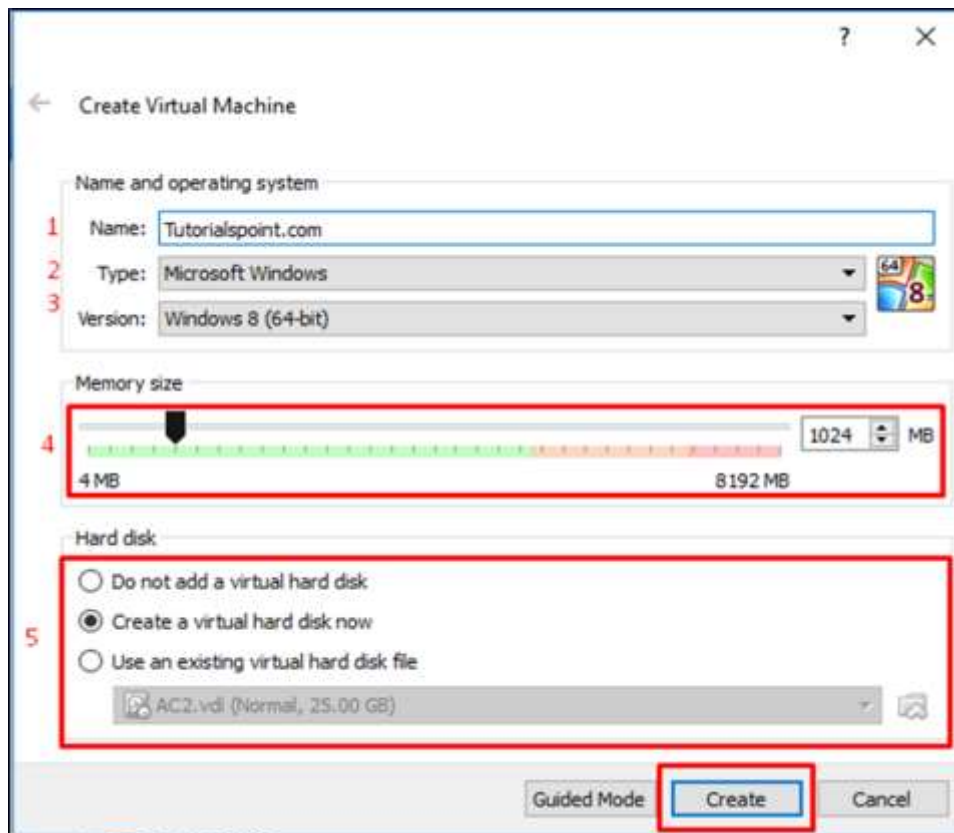 ?
Create Virtual Machine
Name and operating system
1 Name: Tutorialspoint.com
2 Type: Microsoft Windows
64
8
3 Version: Windows 8 (64-bit)
Memory size
4 1024 MB
4 MB 8192 MB
Hard disk
Do not add a virtual hard disk
Create a virtual hard disk now
5
Use an existing virtual hard disk file
AC2.vdi (Normal, 25.00 GB)
Guided Mode Create Cancel